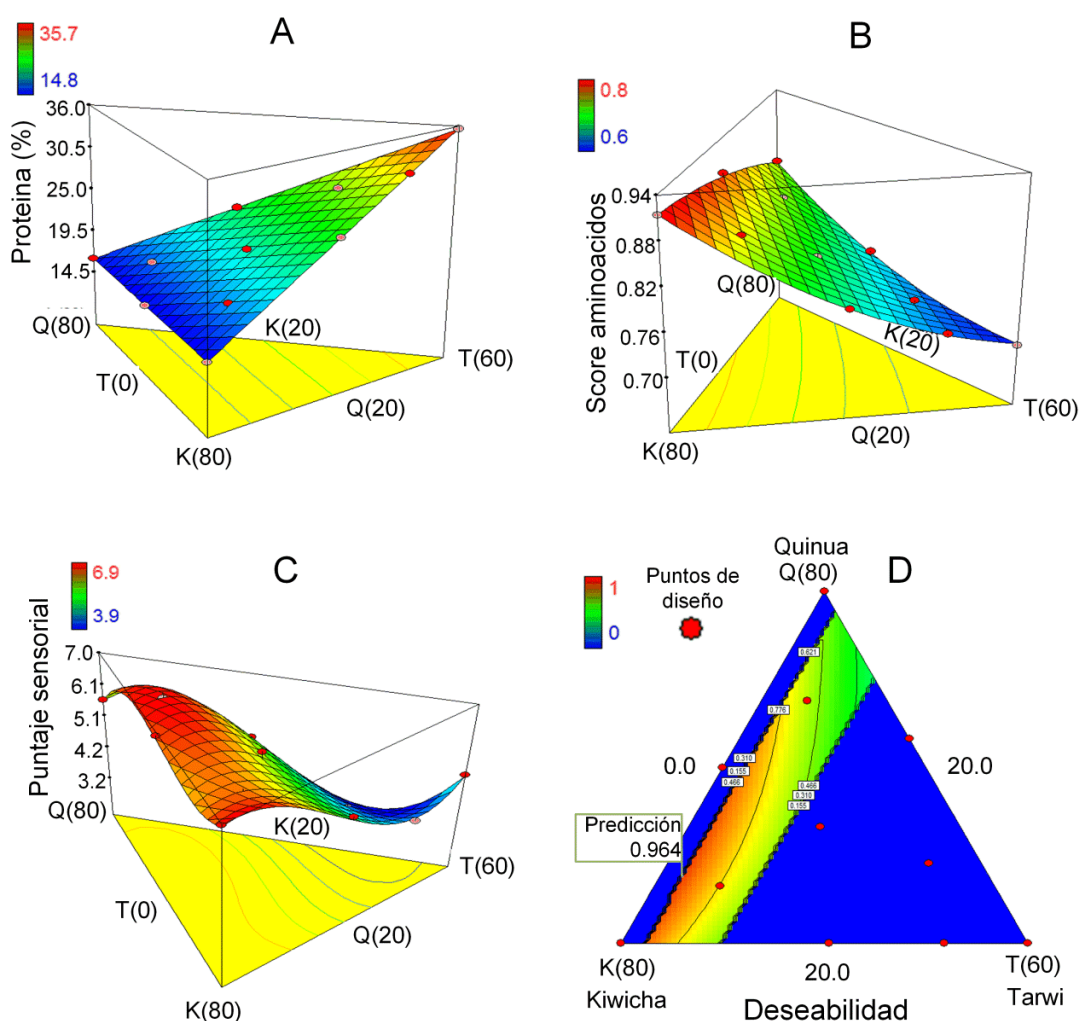 A
35.7
14.8
Proteina (%)
36.0
30.5
25.0
19.5
14.5
Q(80)
T(0)
K(80)
K(20)
Q(20)
T(60)
B
0.8
0.6
Score aminoacidos
0.94
0.88
0.82
0.76
0.70
Q(80)
T(0)
K(20)
K(80)
Q(20)
T(60)
C
6.9
3.9
Puntaje sensorial
7.0
6.1
5.1
4.2
3.2
Q(80)
K(20)
T(60)
T(0)
Q(20)
K(80)
D
1
0
Puntos de
diseño
Quinua
Q(80)
0.621
0.776
0.310
0.155
0.466
0.466
0.310
0.155
0.0
20.0
Predicción
0.964
K(80)
Kiwicha
20.0
T(60)
Tarwi
Deseabilidad